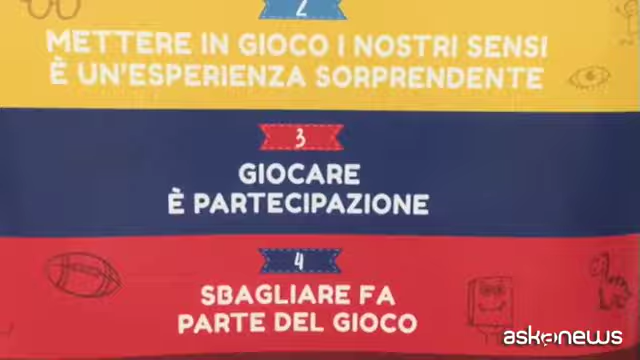 2
METTERE IN GIOCO I NOSTRI SENSI
È UN'ESPERIENZA SORPRENDENTE
3
GIOCARE
È PARTECIPAZIONE
4
SBAGLIARE FA
PARTE DEL GIOCO
askanews